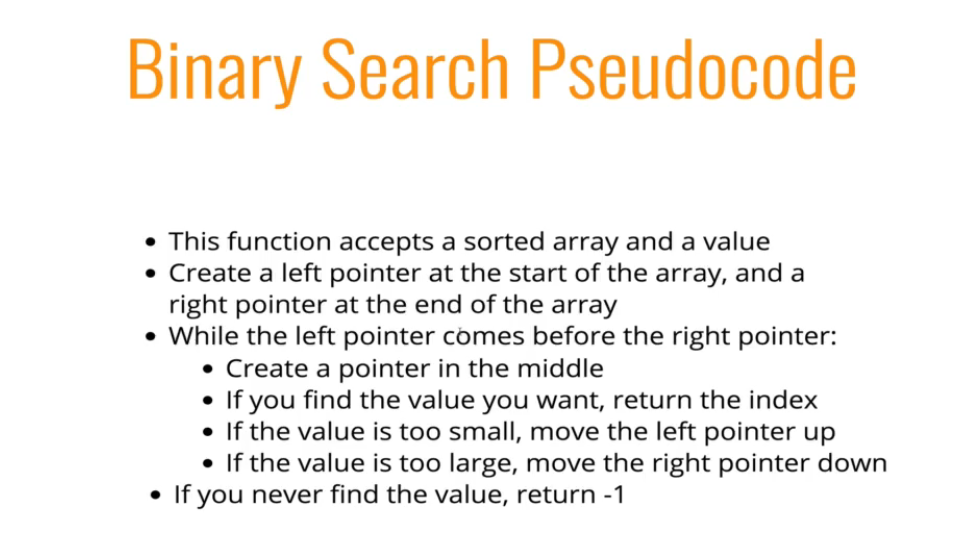 Binary Search Pseudocode
• This function accepts a sorted array and a value
• Create a left pointer at the start of the array, and a
right pointer at the end of the array
• While the left pointer comes before the right pointer:
• Create a pointer in the middle
• If you find the value you want, return the index
• If the value is too small, move the left pointer up
• If the value is too large, move the right pointer down
• If you never find the value, return -1